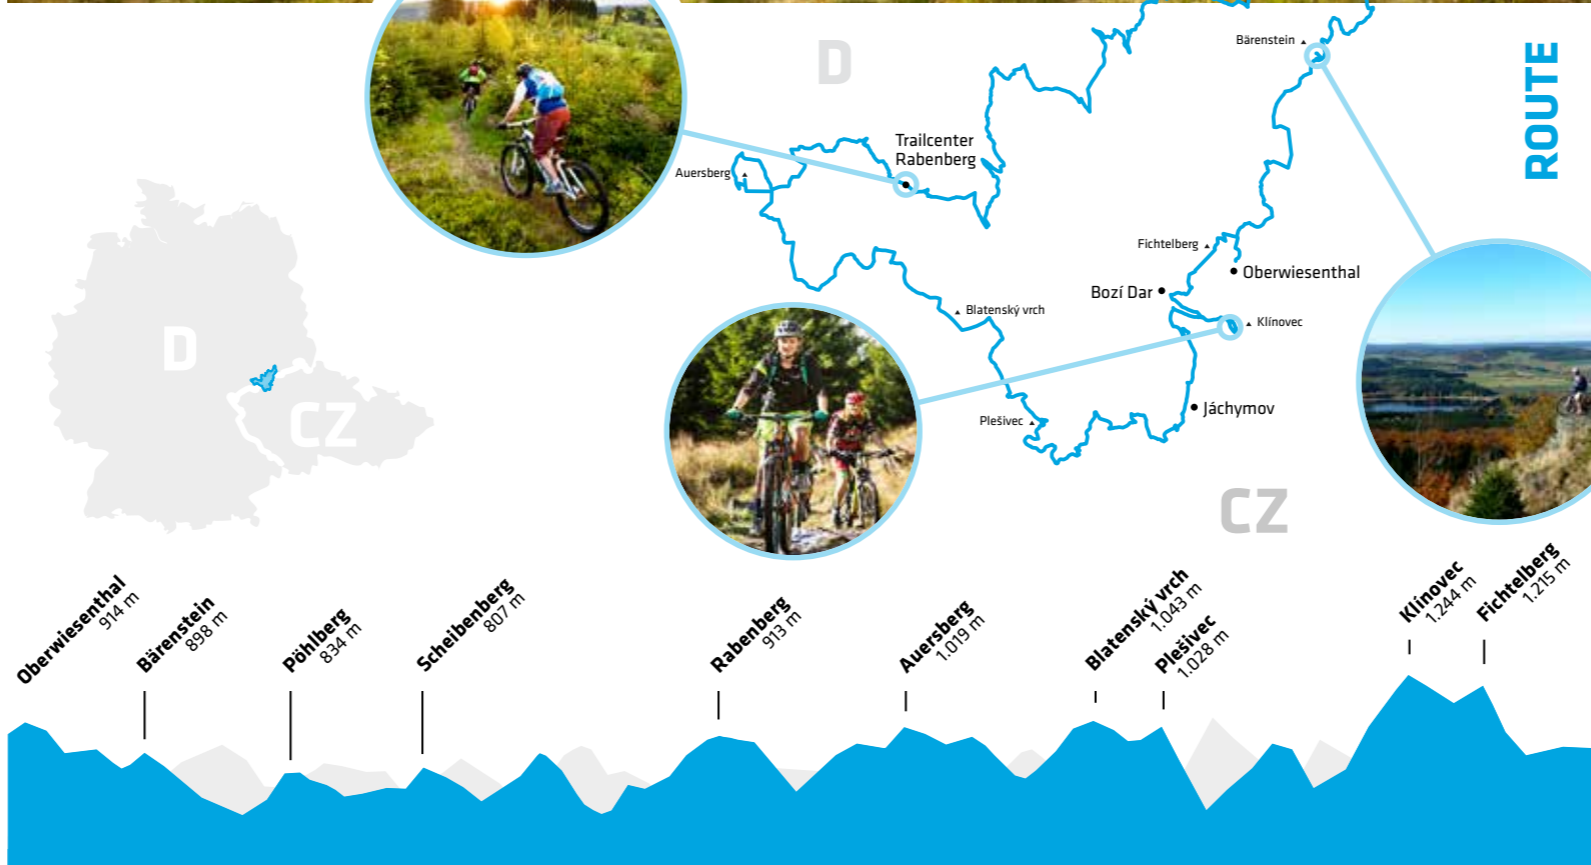 D
Bärenstein
ROUTE
Trailcenter
Rabenberg
Auersberg
Fichtelberg
Oberwiesenthal
Bozí Dar
Blatenský vrch
Klínovec
D
CZ
Plešivec
Jáchymov
CZ
Oberwiesenthal
914 m
Bärenstein
898 m
Pöhlberg
834 m
Scheibenberg
807 m
Rabenberg
913 m
Auersberg
1.019 m
Blatenský vrch
1.043 m
Plešivec
1.028 m
Klínovec
1.244 m
Fichtelberg
1.215 m